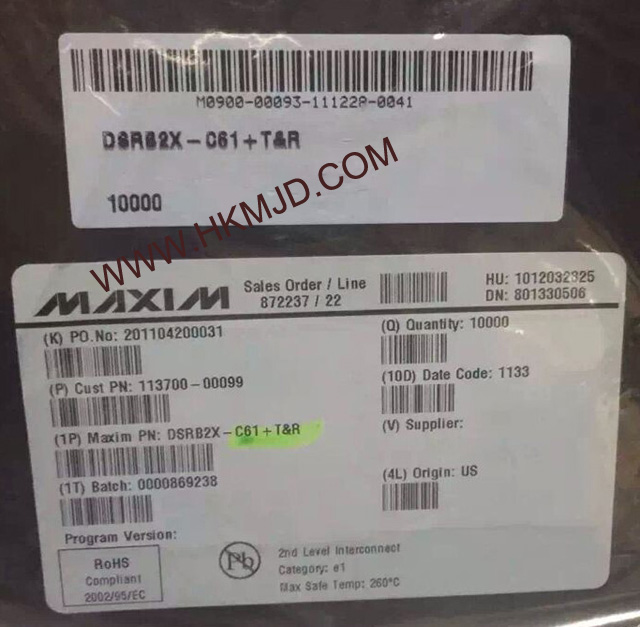 M0900-00093-11122A-0041
DSRB2X-C61+T&R
10000
WWW.HKMJD.COM
MAXIM
Sales Order / Line
872237 / 22
HU: 1012032325
DN: 801330506
(K) PO.No: 201104200031
(Q) Quantity: 10000
(P) Cust PN: 113700-00099
(10D) Date Code: 1133
(1P) Maxim PN: DSRB2X-C61+T&R
(V) Supplier:
(1T) Batch: 0000869238
(4L) Origin: US
Program Version:
RoHS
Compliant
2002/95/EC
Pb
2nd Level Interconnect
Category: e1
Max Safe Temp: 260°C